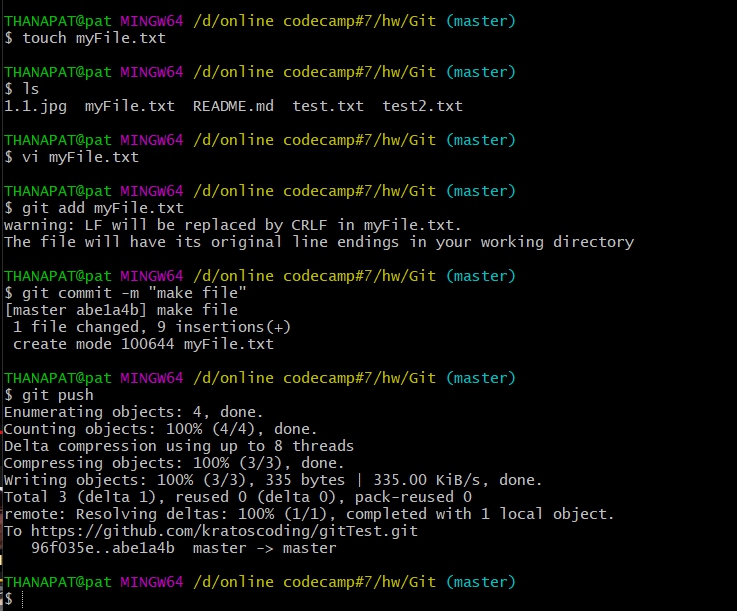 THANAPAT@pat MINGW64 /d/online codecamp#7/hw/Git (master)
$ touch myFile.txt
THANAPAT@pat MINGW64 /d/online codecamp#7/hw/Git (master)
$ ls
1.1.jpg  myFile.txt  README.md  test.txt  test2.txt
THANAPAT@pat MINGW64 /d/online codecamp#7/hw/Git (master)
$ vi myFile.txt
THANAPAT@pat MINGW64 /d/online codecamp#7/hw/Git (master)
$ git add myFile.txt
warning: LF will be replaced by CRLF in myFile.txt.
The file will have its original line endings in your working directory
THANAPAT@pat MINGW64 /d/online codecamp#7/hw/Git (master)
$ git commit -m "make file"
[master abe1a4b] make file
 1 file changed, 9 insertions(+)
 create mode 100644 myFile.txt
THANAPAT@pat MINGW64 /d/online codecamp#7/hw/Git (master)
$ git push
Enumerating objects: 4, done.
Counting objects: 100% (4/4), done.
Delta compression using up to 8 threads
Compressing objects: 100% (3/3), done.
Writing objects: 100% (3/3), 335 bytes | 335.00 KiB/s, done.
Total 3 (delta 1), reused 0 (delta 0), pack-reused 0
remote: Resolving deltas: 100% (1/1), completed with 1 local object.
To https://github.com/kratoscoding/gitTest.git
   96f035e..abe1a4b  master -> master
THANAPAT@pat MINGW64 /d/online codecamp#7/hw/Git (master)
$